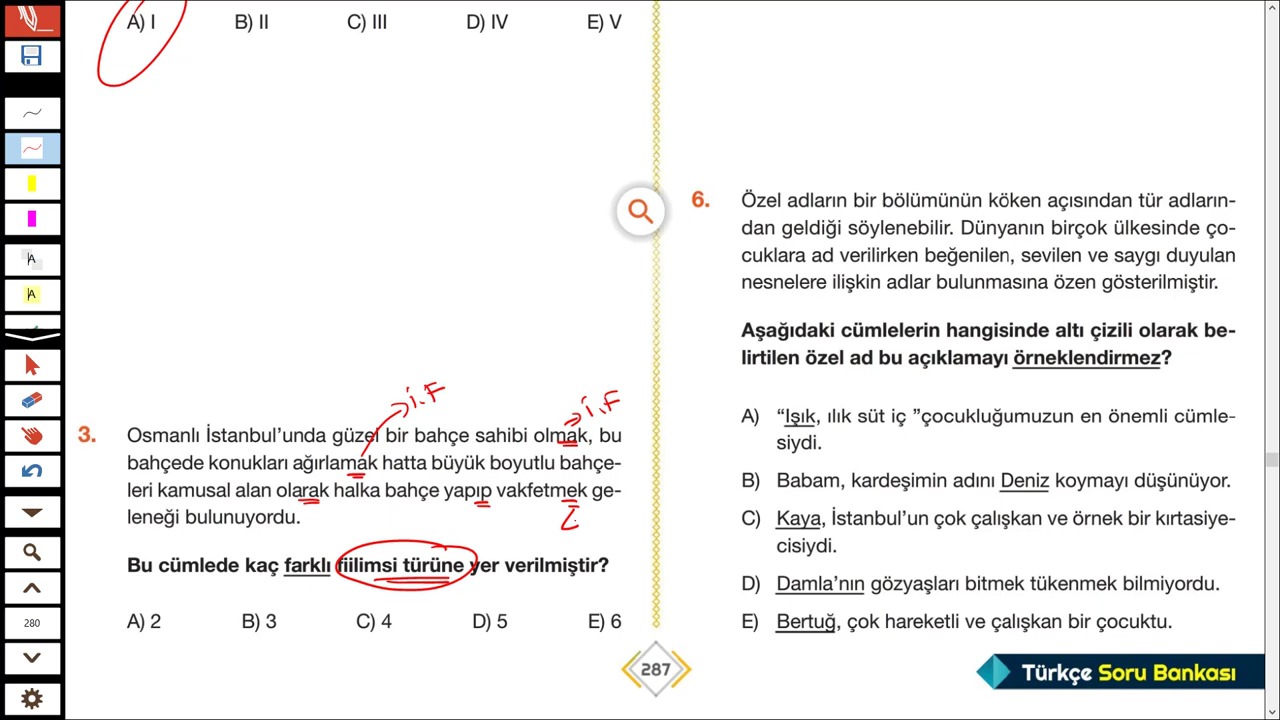 A) I B) II C) III D) IV E) V
i.F
i.F
3. Osmanlı İstanbul'unda güzel bir bahçe sahibi olmak, bu
bahçede konukları ağırlamak hatta büyük boyutlu bahçe-
leri kamusal alan olarak halka bahçe yapıp vakfetmek ge-
leneği bulunuyordu.
Bu cümlede kaç farklı fiilimsi türüne yer verilmiştir?
A) 2 B) 3 C) 4 D) 5 E) 6
6. Özel adların bir bölümünün köken açısından tür adların-
dan geldiği söylenebilir. Dünyanın birçok ülkesinde ço-
cuklara ad verilirken beğenilen, sevilen ve saygı duyulan
nesnelere ilişkin adlar bulunmasına özen gösterilmiştir.
Aşağıdaki cümlelerin hangisinde altı çizili olarak be-
lirtilen özel ad bu açıklamayı örneklendirmez?
A) “Işık, ılık süt iç ”çocukluğumuzun en önemli cümle-
siydi.
B) Babam, kardeşimin adını Deniz koymayı düşünüyor.
C) Kaya, İstanbul'un çok çalışkan ve örnek bir kırtasiye-
cisiydi.
D) Damla'nın gözyaşları bitmek tükenmek bilmiyordu.
E) Bertuğ, çok hareketli ve çalışkan bir çocuktu.
287
Türkçe Soru Bankası
A
A
280